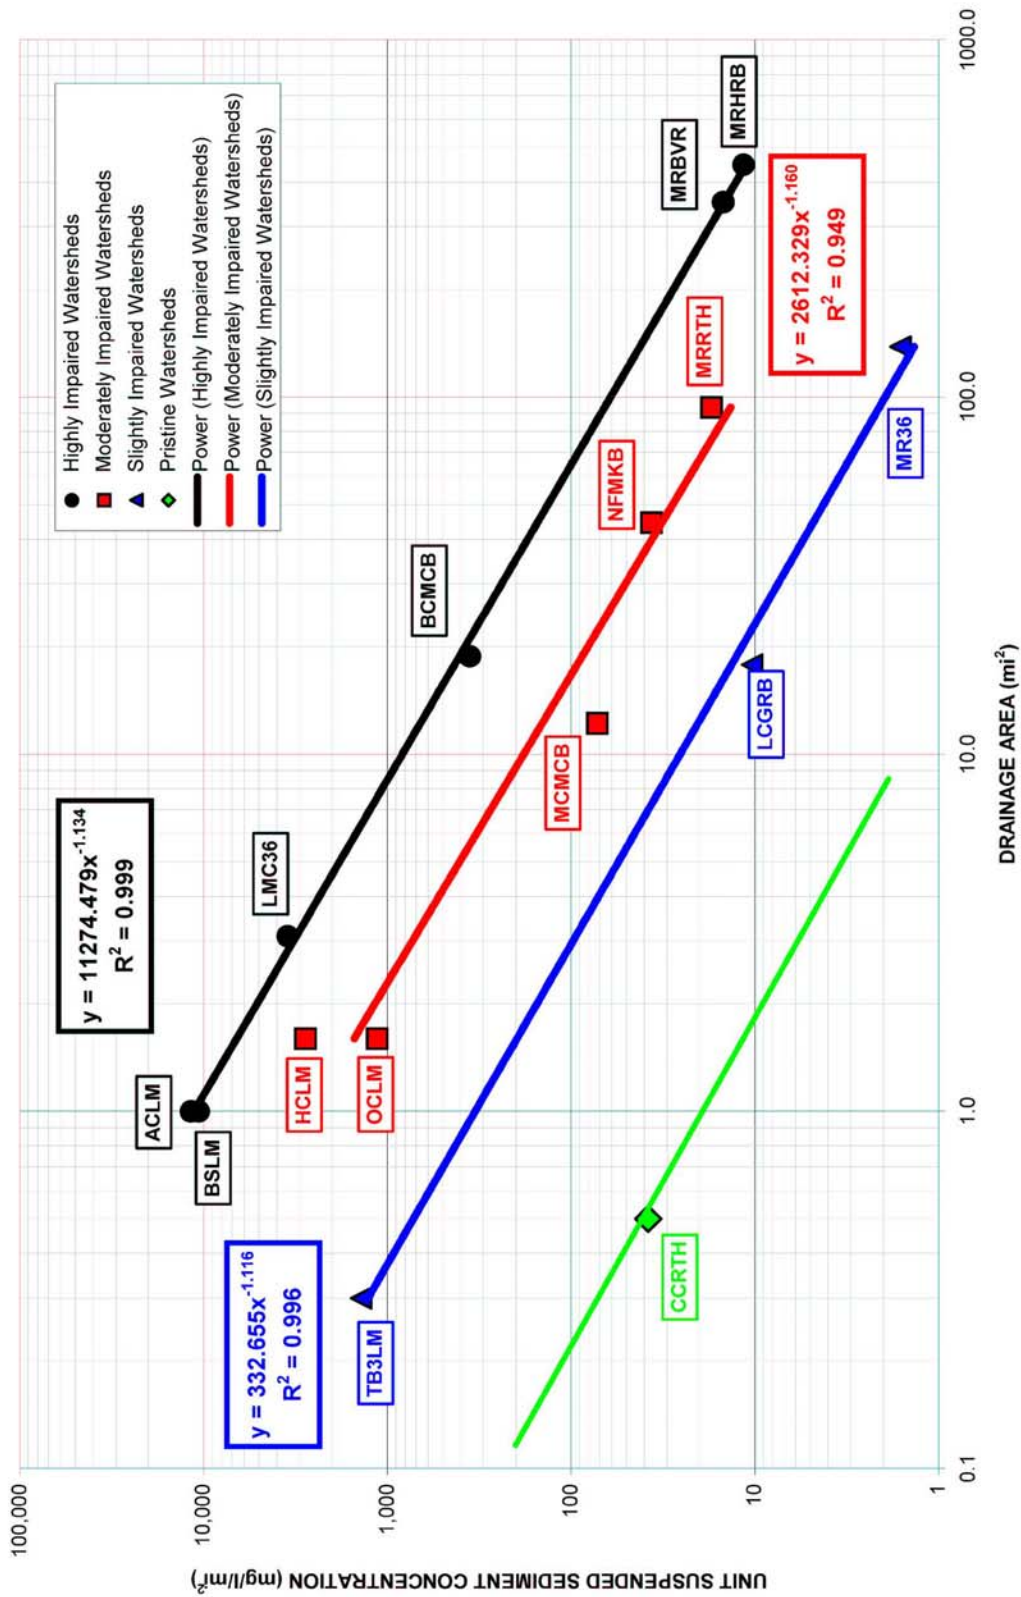 UNIT SUSPENDED SEDIMENT CONCENTRATION (mg/l/mi²)
100,000
10,000
1,000
100
10
1
0.1
1.0
10.0
100.0
1000.0
DRAINAGE AREA (mi²)
Highly Impaired Watersheds
Moderately Impaired Watersheds
Slightly Impaired Watersheds
Pristine Watersheds
Power (Highly Impaired Watersheds)
Power (Moderately Impaired Watersheds)
Power (Slightly Impaired Watersheds)
y = 332.655x^-1.116
R² = 0.996
y = 11274.479x^-1.134
R² = 0.999
y = 2612.329x^-1.160
R² = 0.949
ACLM
BSLM
LMC36
BCMCB
MRBVR
MRHRB
HCLM
OCLM
MCMCB
NFMKB
MRRTH
TB3LM
LCGRB
MR36
CCRTH